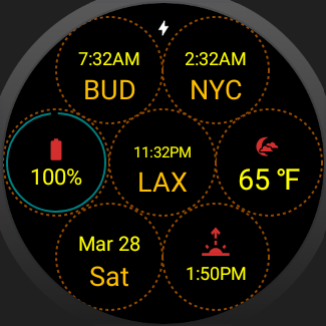 7:32AM
BUD
2:32AM
NYC
100%
11:32PM
LAX
65 °F
Mar 28
Sat
1:50PM